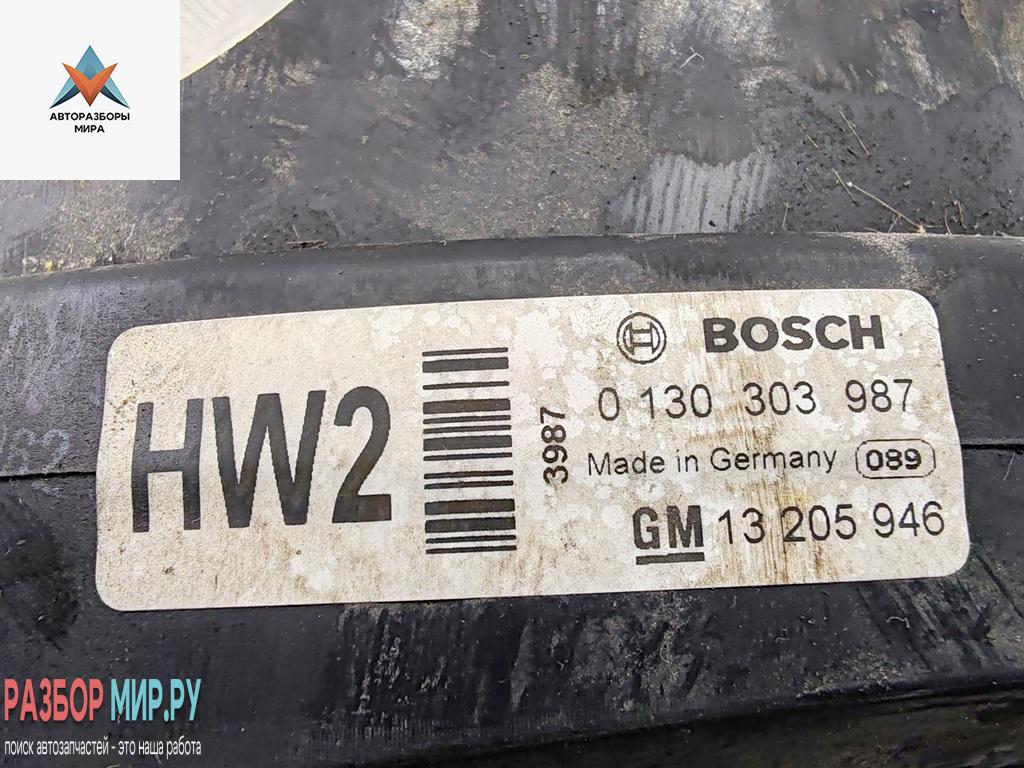 АВТОРАЗБОРЫ
МИРА
BOSCH
HW2
3987
0 130 303 987
Made in Germany 089
GM 13 205 946
РАЗБОР МИР.РУ
поиск автозапчастей - это наша работа